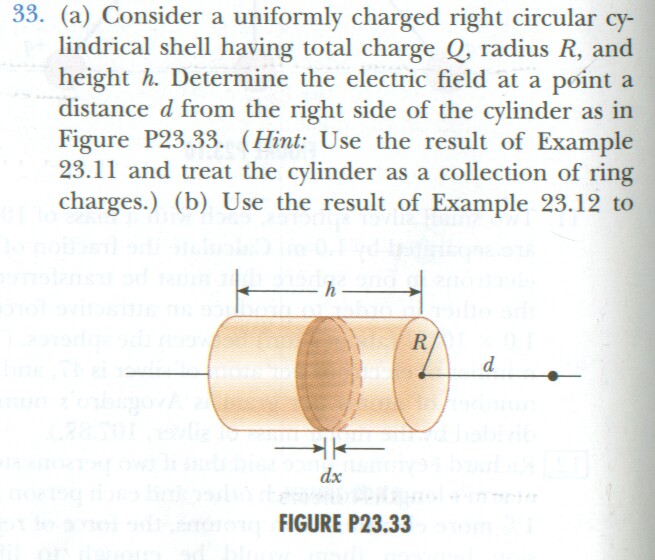 33. (a) Consider a uniformly charged right circular cy-
lindrical shell having total charge Q, radius R, and
height h. Determine the electric field at a point a
distance d from the right side of the cylinder as in
Figure P23.33. (Hint: Use the result of Example
23.11 and treat the cylinder as a collection of ring
charges.) (b) Use the result of Example 23.12 to
h
R
d
dx
FIGURE P23.33